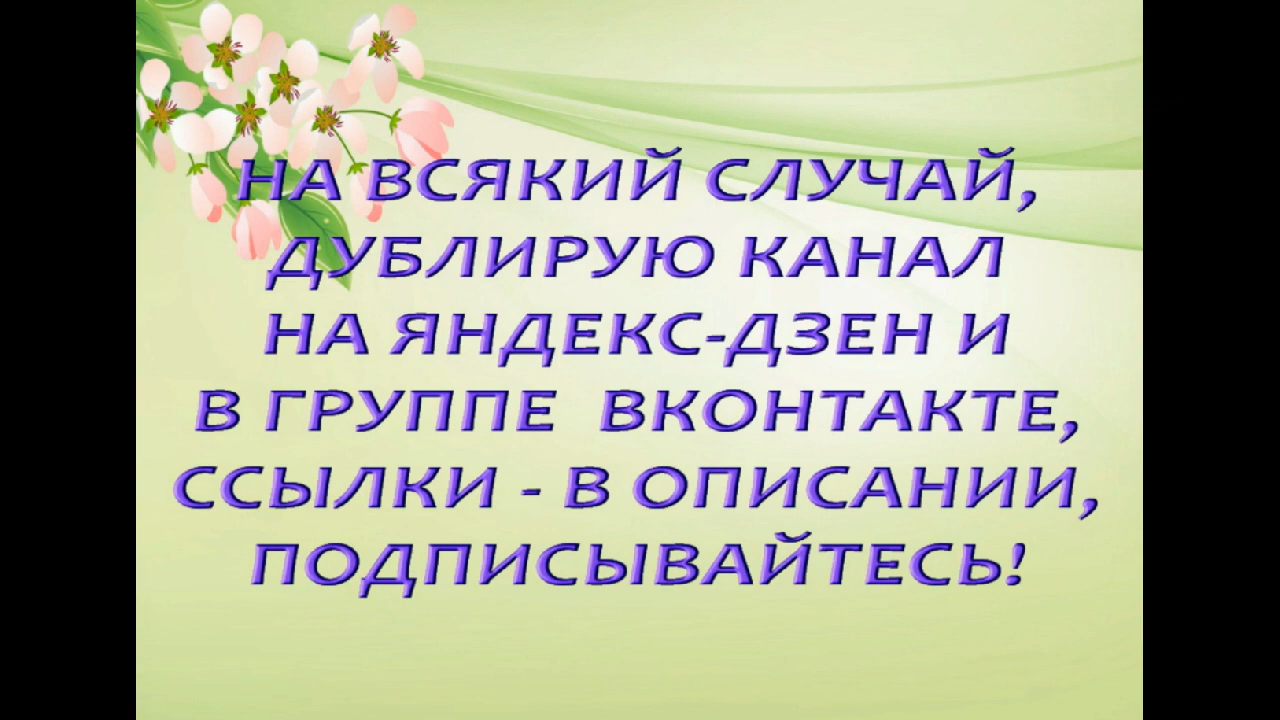 НА ВСЯКИЙ СЛУЧАЙ,
ДУБЛИРУЮ КАНАЛ
НА ЯНДЕКС-ДЗЕН И
В ГРУППЕ ВКОНТАКТЕ,
ССЫЛКИ - В ОПИСАНИИ,
ПОДПИСЫВАЙТЕСЬ!